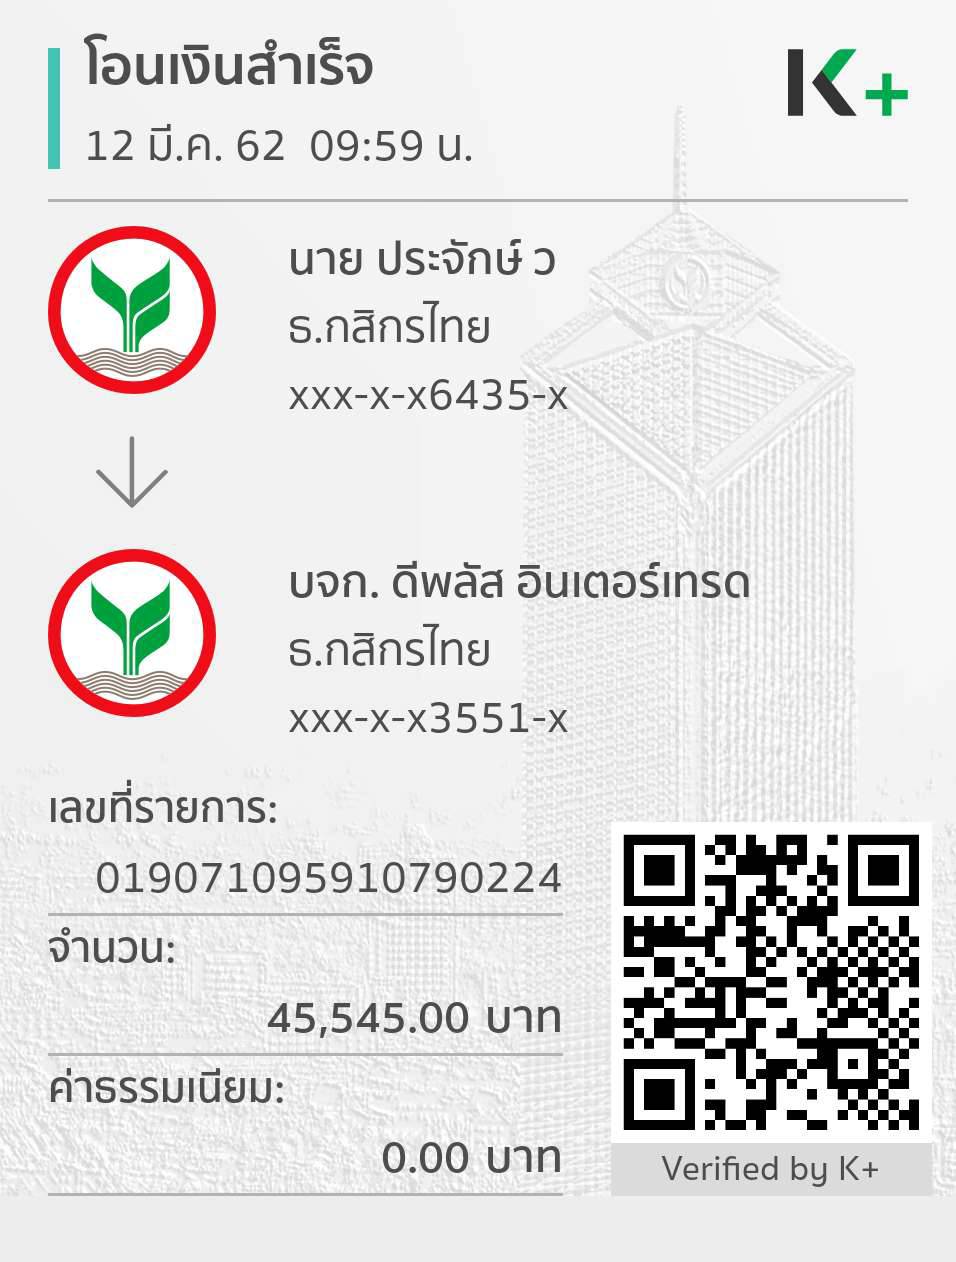 โอนเงินสำเร็จ
K+
12 มี.ค. 62 09:59 น.
นาย ประจักษ์ ว
ธ.กสิกรไทย
xxx-x-x6435-x
บจก. ดีพลัส อินเตอร์เทรด
ธ.กสิกรไทย
xxx-x-x3551-x
เลขที่รายการ:
019071095910790224
จำนวน:
45,545.00 บาท
ค่าธรรมเนียม:
0.00 บาท
Verified by K+